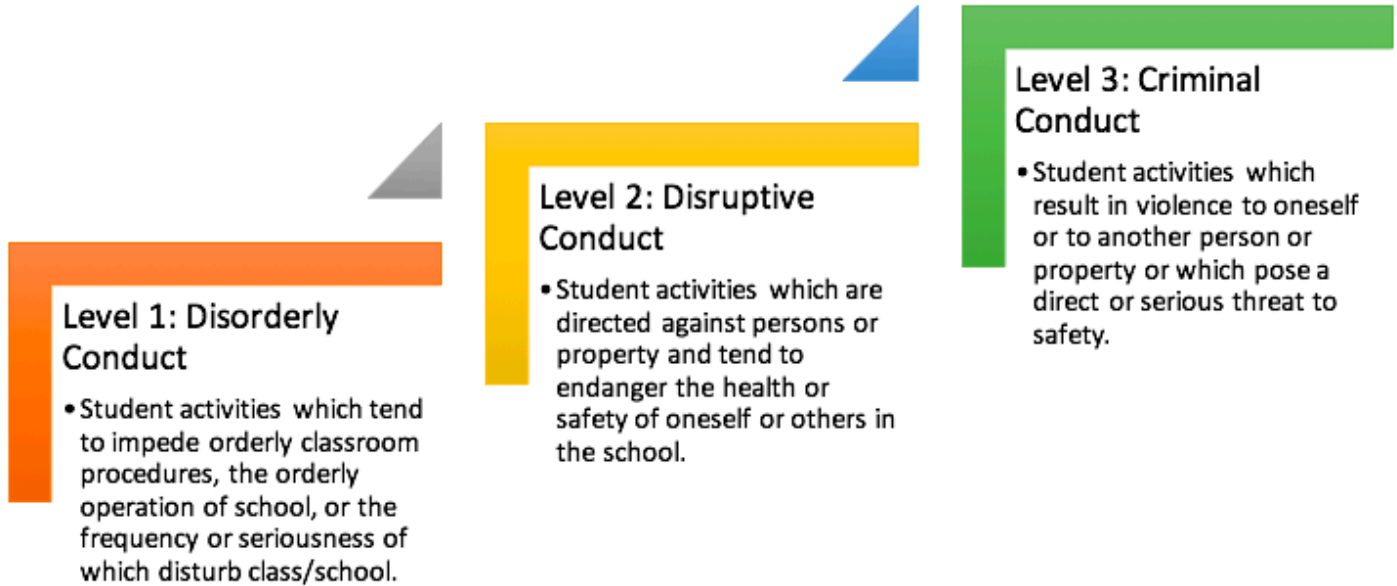 Level 1: Disorderly
Conduct
•Student activities which tend
to impede orderly classroom
procedures, the orderly
operation of school, or the
frequency or seriousness of
which disturb class/school.
Level 2: Disruptive
Conduct
•Student activities which are
directed against persons or
property and tend to
endanger the health or
safety of oneself or others in
the school.
Level 3: Criminal
Conduct
•Student activities which
result in violence to oneself
or to another person or
property or which pose a
direct or serious threat to
safety.